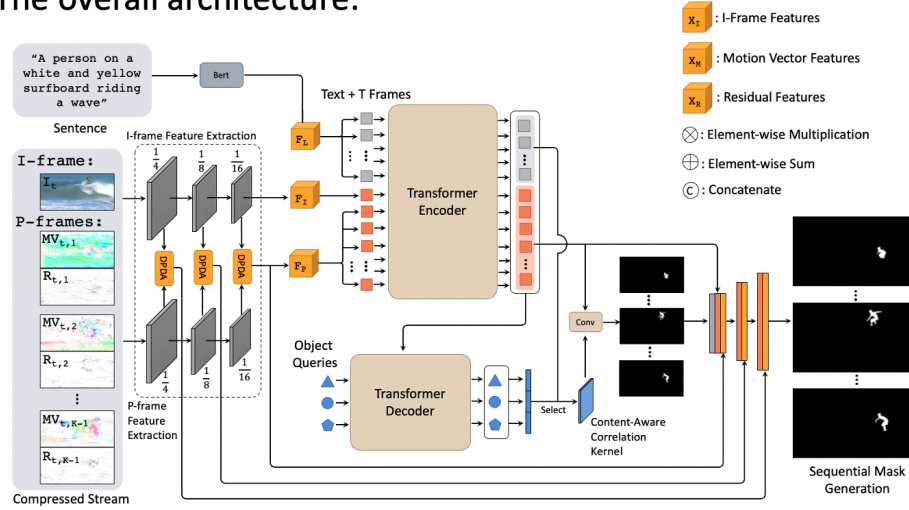 The overall architecture:
"A person on a
white and yellow
surfboard riding
a wave"
Sentence
Bert
Text + T Frames
F_L
I-frame Feature Extraction
I-frame:
I_t
1/4
1/8
1/16
F_I
P-frames:
MV_t,1
R_t,1
DPDA
DPDA
DPDA
F_P
MV_t,2
R_t,2
1/4
1/8
1/16
P-frame
Feature
Extraction
MV_t,K-1
R_t,K-1
Compressed Stream
Transformer
Encoder
Object
Queries
Transformer
Decoder
Select
Conv
Content-Aware
Correlation
Kernel
X_I : I-Frame Features
X_M : Motion Vector Features
X_R : Residual Features
: Element-wise Multiplication
: Element-wise Sum
C : Concatenate
Sequential Mask
Generation